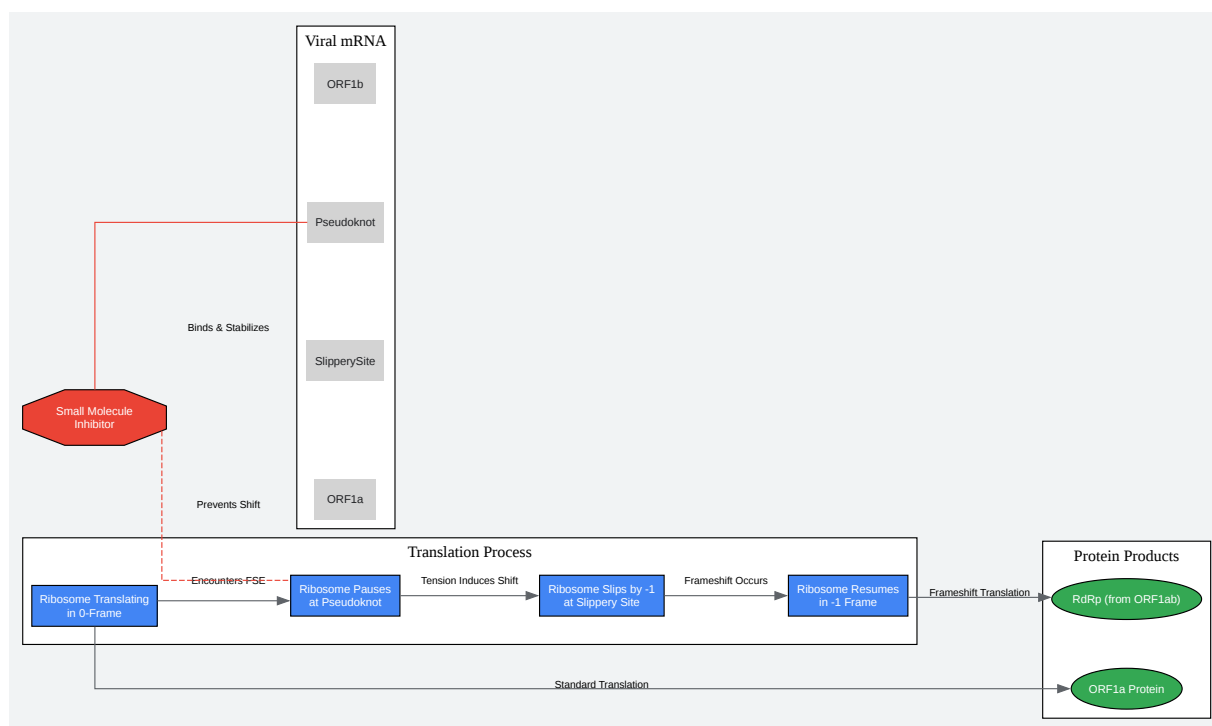 Viral mRNA
ORF1b
Pseudoknot
Binds & Stabilizes
SlipperySite
Small Molecule
Inhibitor
Prevents Shift
ORF1a
Translation Process
Protein Products
Encounters FSE
Tension Induces Shift
Frameshift Occurs
Frameshift Translation
Ribosome Translating
in 0-Frame
Ribosome Pauses
at Pseudoknot
Ribosome Slips by -1
at Slippery Site
Ribosome Resumes
in -1 Frame
RdRp (from ORF1ab)
Standard Translation
ORF1a Protein